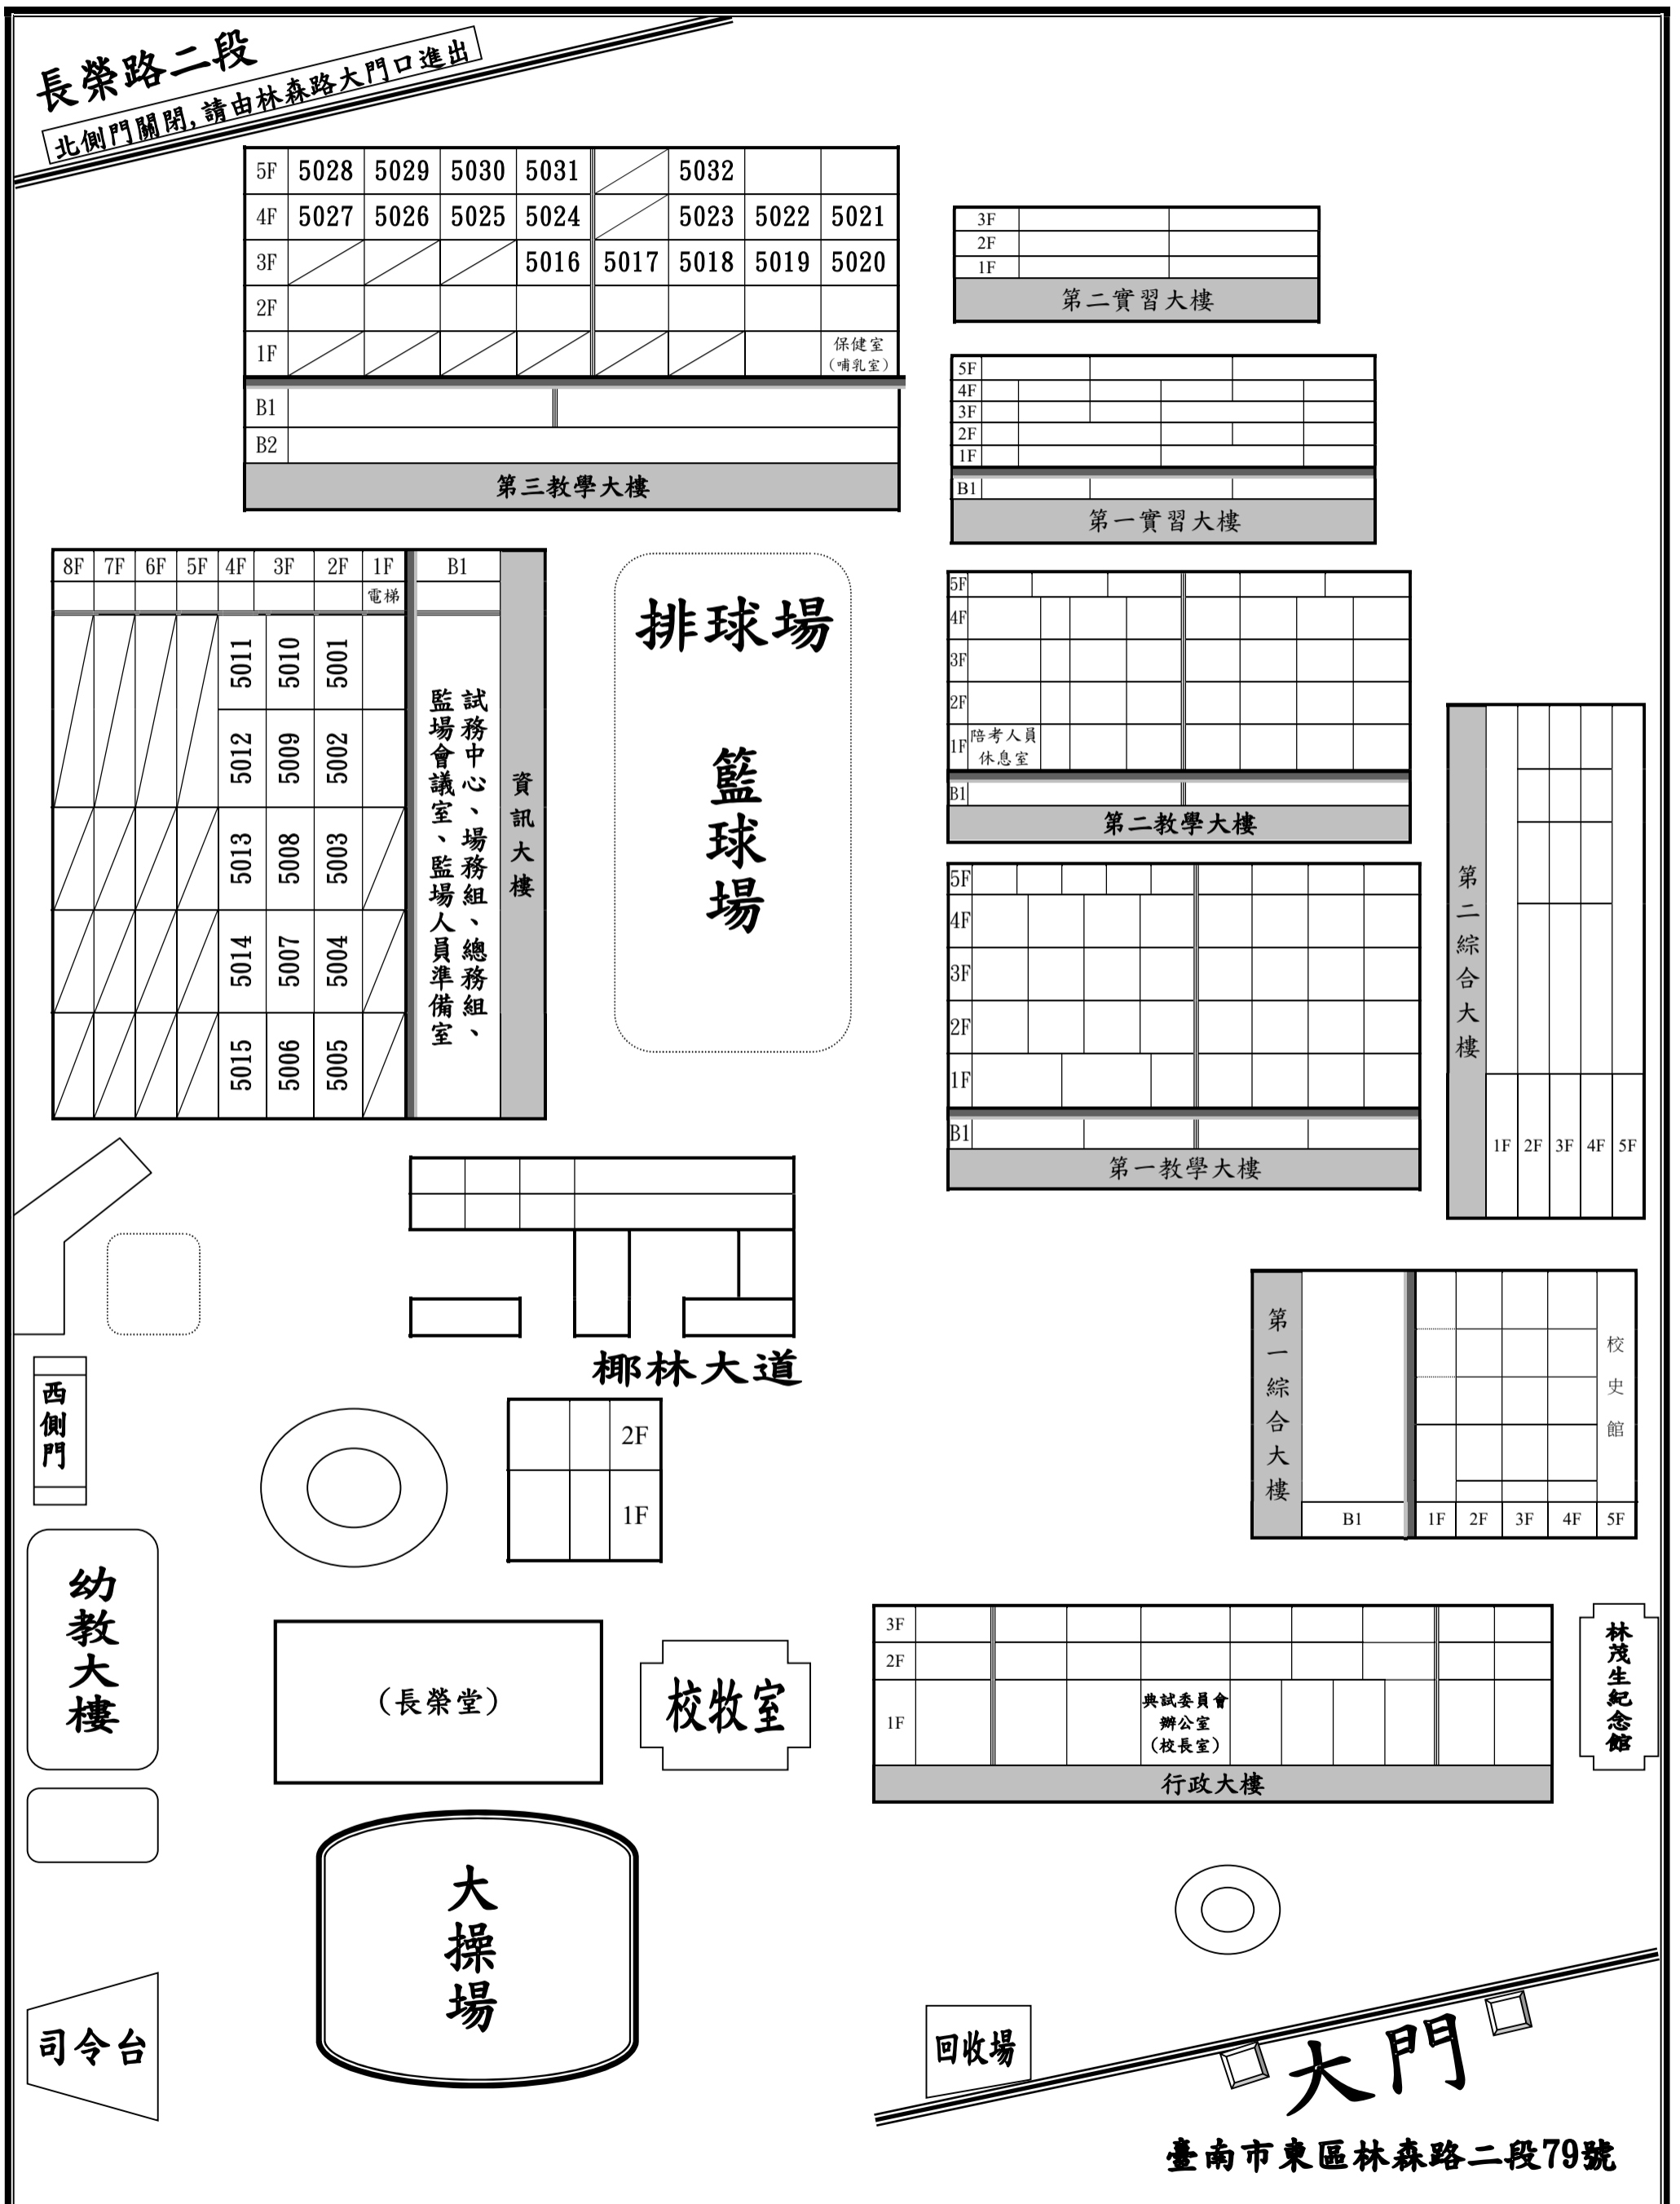 長榮路二段
北側門關閉,請由林森路大門口進出
5F 5028 5029 5030 5031 5032
4F 5027 5026 5025 5024 5023 5022 5021
3F 5016 5017 5018 5019 5020
2F
1F 保健室
(哺乳室)
B1
B2
第三教學大樓
3F
2F
1F
第二實習大樓
5F
4F
3F
2F
1F
B1
第一實習大樓
8F 7F 6F 5F 4F 3F 2F 1F B1
電梯
5011 5010 5001
5012 5009 5002
5013 5008 5003
5014 5007 5004
5015 5006 5005
試務中心、場務組、總務組、
監場會議室、監場人員準備室
資訊大樓
排球場
籃球場
5F
4F
3F
2F
1F 陪考人員
休息室
B1
第二教學大樓
5F
4F
3F
2F
1F
B1
第一教學大樓
第二綜合大樓
1F 2F 3F 4F 5F
椰林大道
第一綜合大樓
校史館
B1 1F 2F 3F 4F 5F
西側門
2F
1F
幼教大樓
(長榮堂)
校牧室
3F
2F
1F 典試委員會
辦公室
(校長室)
行政大樓
林茂生紀念館
大操場
司令台
回收場
大門
臺南市東區林森路二段79號